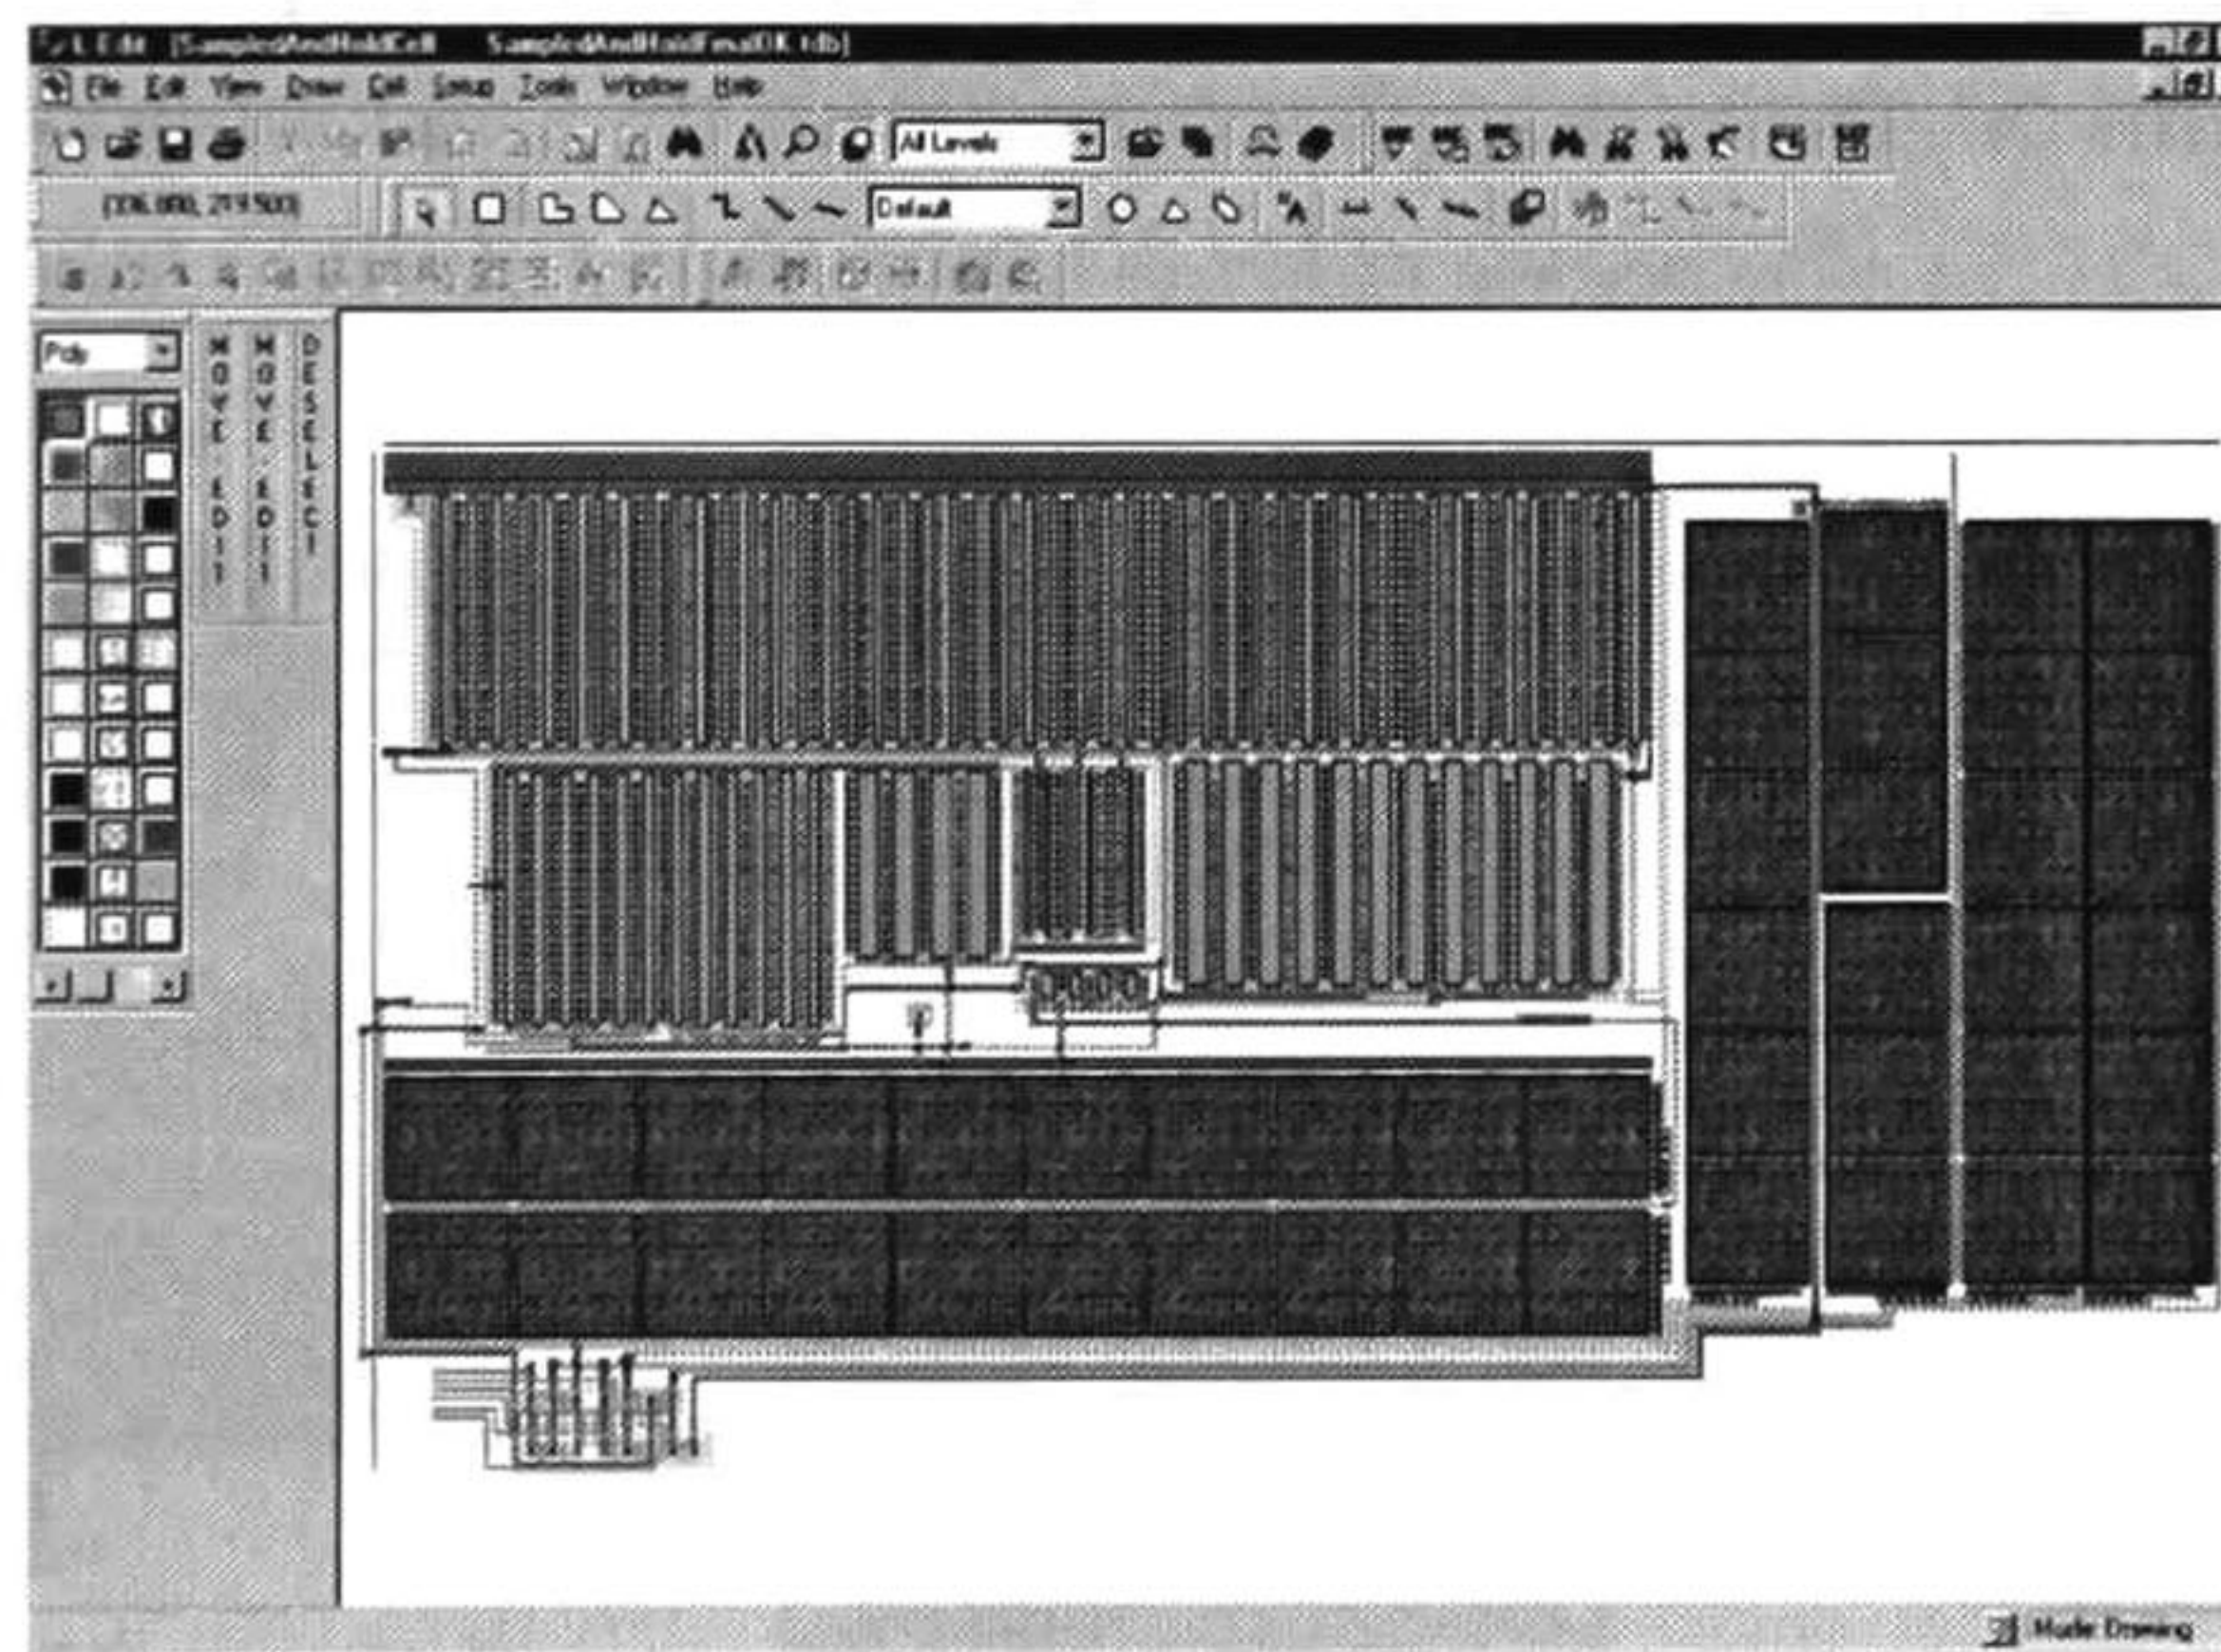 L-Edit [SampledAndHoldCell SampledAndHoldFinalOK.tdb]
File Edit View Draw Cell Setup Tools Window Help
All Levels
Default
Poly
MOVE-EDIT
MOVE-EDIT
DESELECT
Mode: Drawing